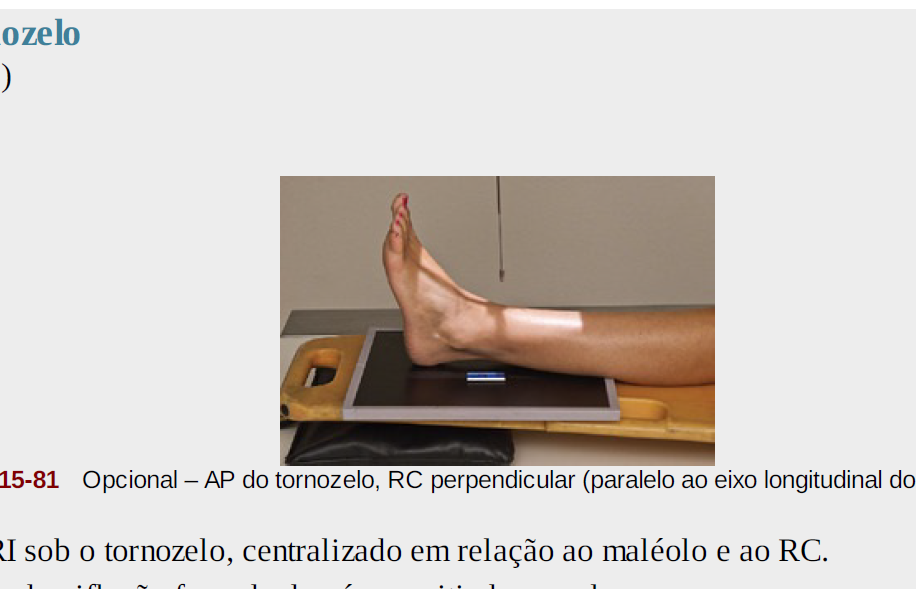 ozelo
)
15-81 Opcional – AP do tornozelo, RC perpendicular (paralelo ao eixo longitudinal do
RI sob o tornozelo, centralizado em relação ao maléolo e ao RC.